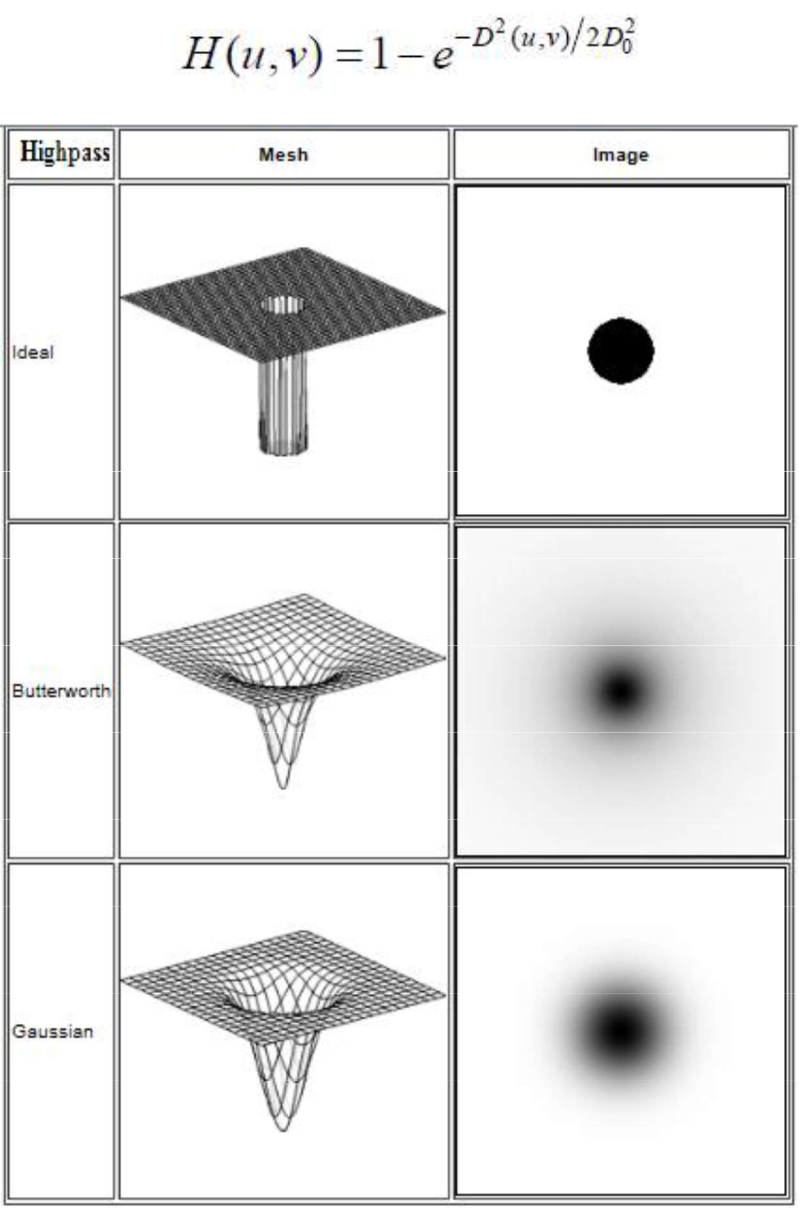 H(u,v) = 1 − e^{−D²(u,v)/2D₀²}
Highpass Mesh Image
Ideal
Butterworth
Gaussian